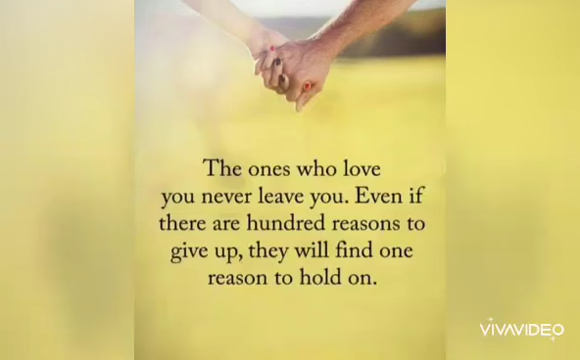 The ones who love
you never leave you. Even if
there are hundred reasons to
give up, they will find one
reason to hold on.
VIVAVIDEO